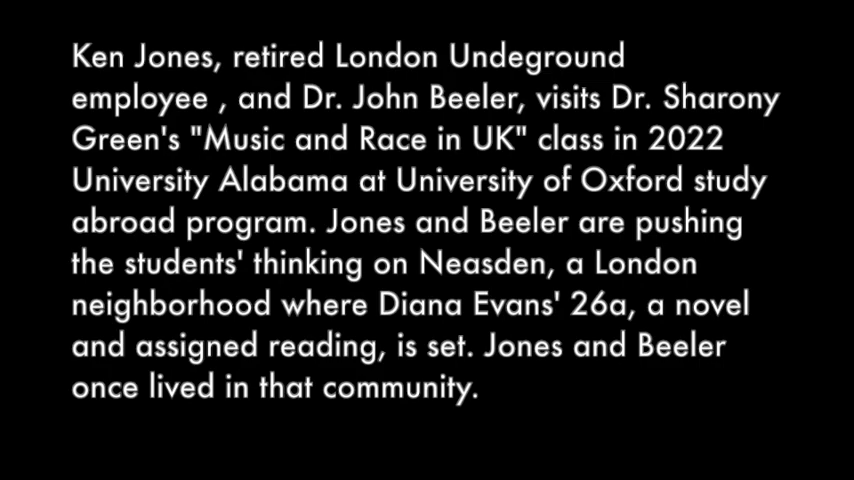 Ken Jones, retired London Undeground
employee , and Dr. John Beeler, visits Dr. Sharony
Green's "Music and Race in UK" class in 2022
University Alabama at University of Oxford study
abroad program. Jones and Beeler are pushing
the students' thinking on Neasden, a London
neighborhood where Diana Evans' 26a, a novel
and assigned reading, is set. Jones and Beeler
once lived in that community.